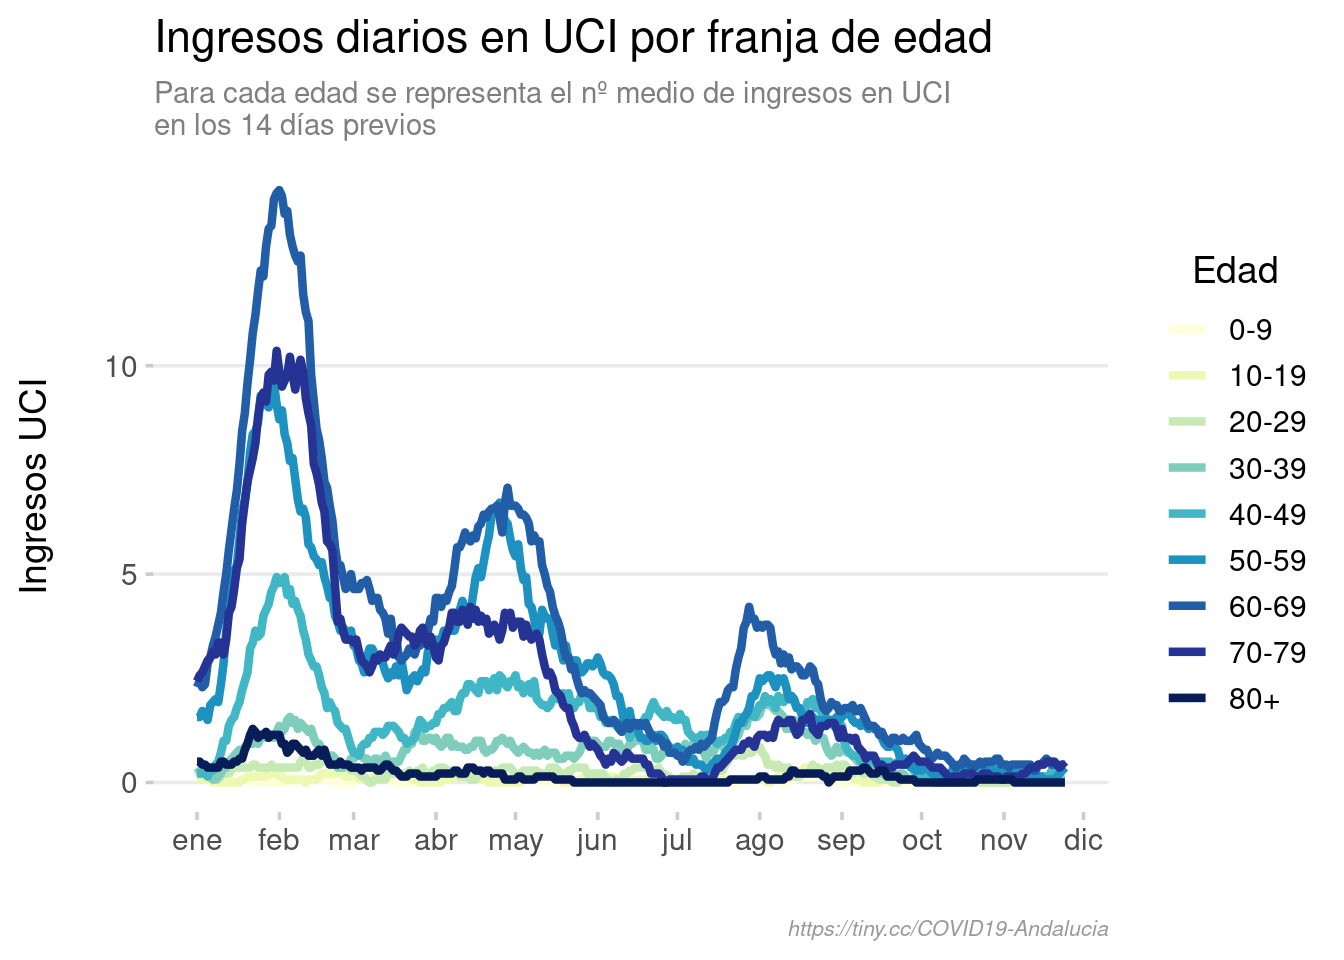 Ingresos diarios en UCI por franja de edad
Para cada edad se representa el nº medio de ingresos en UCI
en los 14 días previos
Ingresos UCI
10
5
0
ene feb mar abr may jun jul ago sep oct nov dic
Edad
0-9
10-19
20-29
30-39
40-49
50-59
60-69
70-79
80+
https://tiny.cc/COVID19-Andalucia